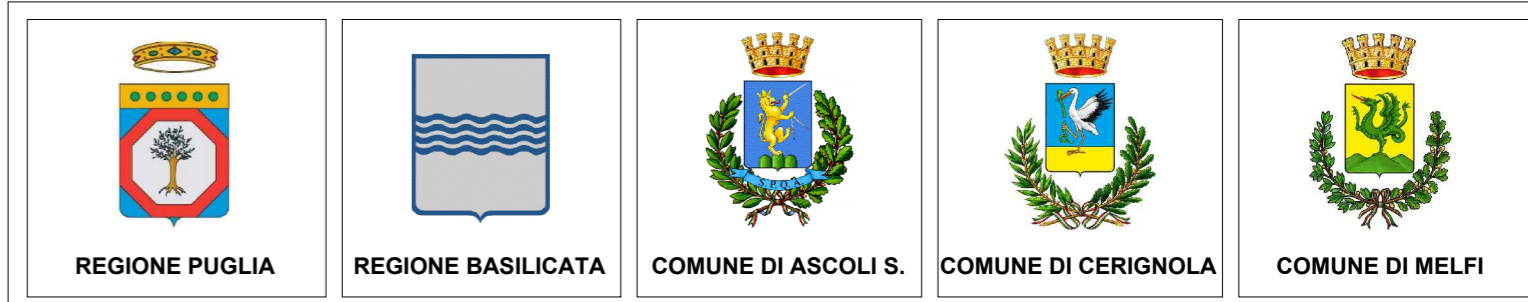 S.P.Q.A.
REGIONE PUGLIA
REGIONE BASILICATA
COMUNE DI ASCOLI S.
COMUNE DI CERIGNOLA
COMUNE DI MELFI